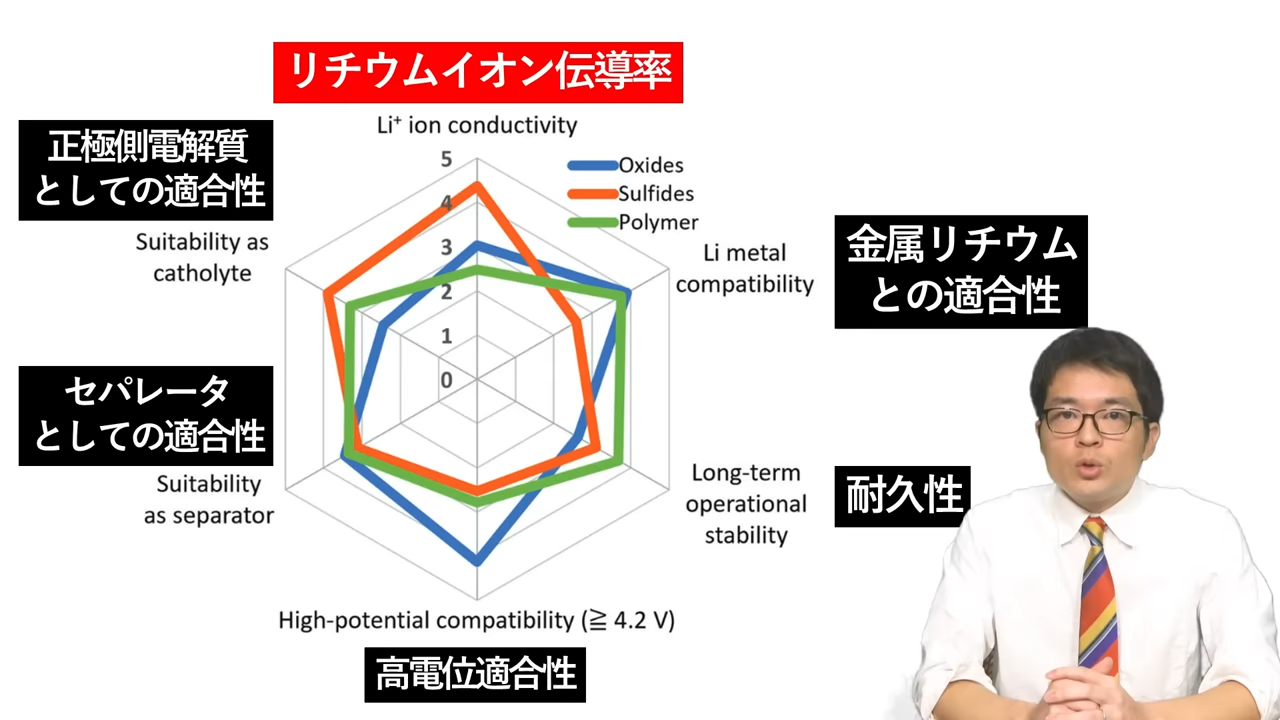 リチウムイオン伝導率
Li⁺ ion conductivity
正極側電解質
としての適合性
Suitability as
catholyte
5
4
3
2
1
0
Oxides
Sulfides
Polymer
Li metal
compatibility
金属リチウム
との適合性
セパレータ
としての適合性
Suitability
as separator
Long-term
operational
stability
耐久性
High-potential compatibility (≧ 4.2 V)
高電位適合性